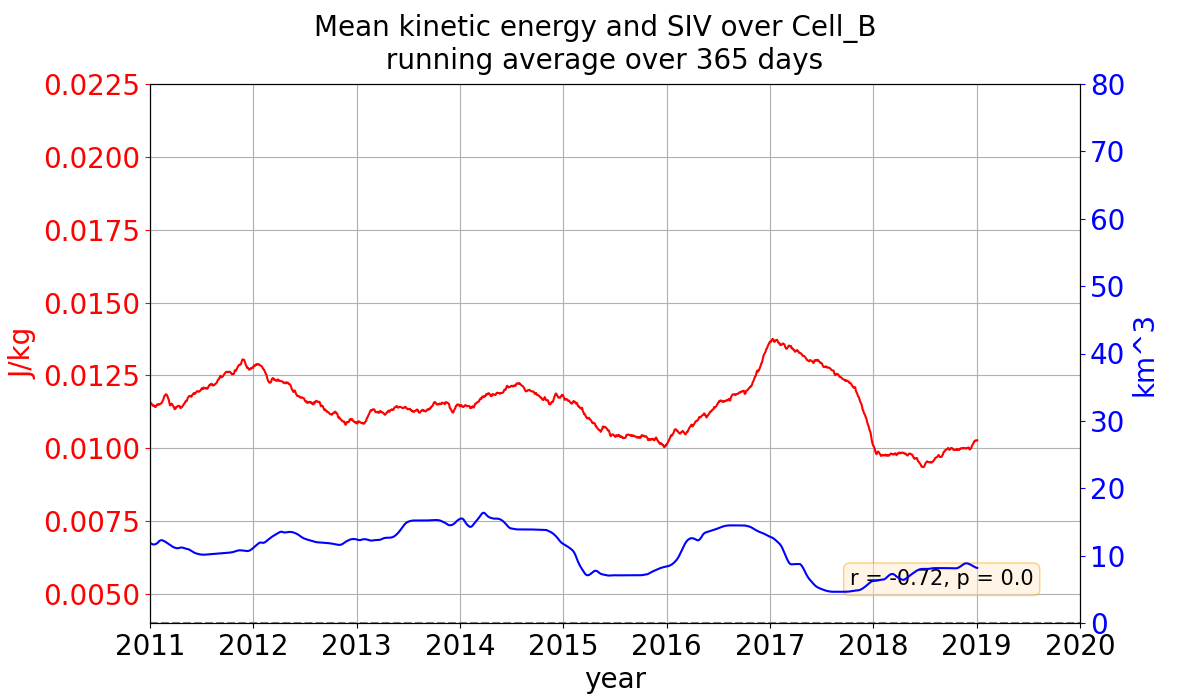 Mean kinetic energy and SIV over Cell_B
running average over 365 days
0.0225
0.0200
0.0175
0.0150
0.0125
0.0100
0.0075
0.0050
J/kg
80
70
60
50
40
30
20
10
0
km^3
r = -0.72, p = 0.0
2011 2012 2013 2014 2015 2016 2017 2018 2019 2020
year